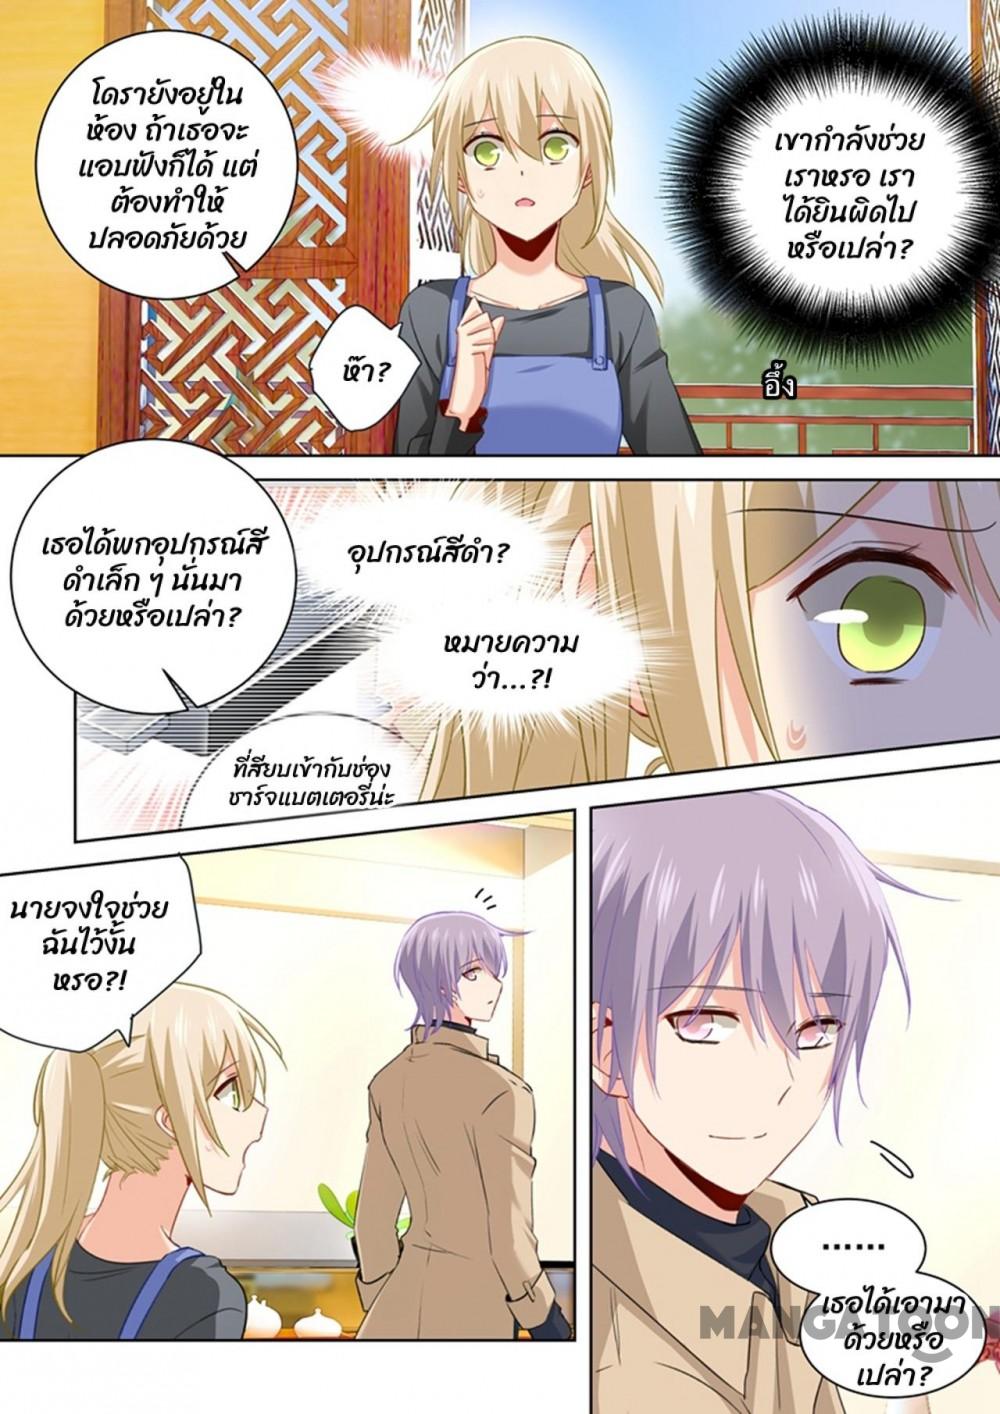 โดรายังอยู่ใน
ห้อง ถ้าเธอจะ
แอบฟังก็ได้ แต่
ต้องทำให้
ปลอดภัยด้วย
เขากำลังช่วย
เราหรอ เรา
ได้ยินผิดไป
หรือเปล่า?
ห๊า?
อึ้ง
เธอได้พกอุปกรณ์สี
ดำเล็ก ๆ นั่นมา
ด้วยหรือเปล่า?
อุปกรณ์สีดำ?
หมายความ
ว่า...?!
ที่สียบเข้ากับช่อง
ชาร์จแบตเตอรี่น่ะ
นายจงใจช่วย
ฉันไว้งั้น
หรอ?!
......
เธอได้เอามา
ด้วยหรือ
เปล่า?
MANGATOON